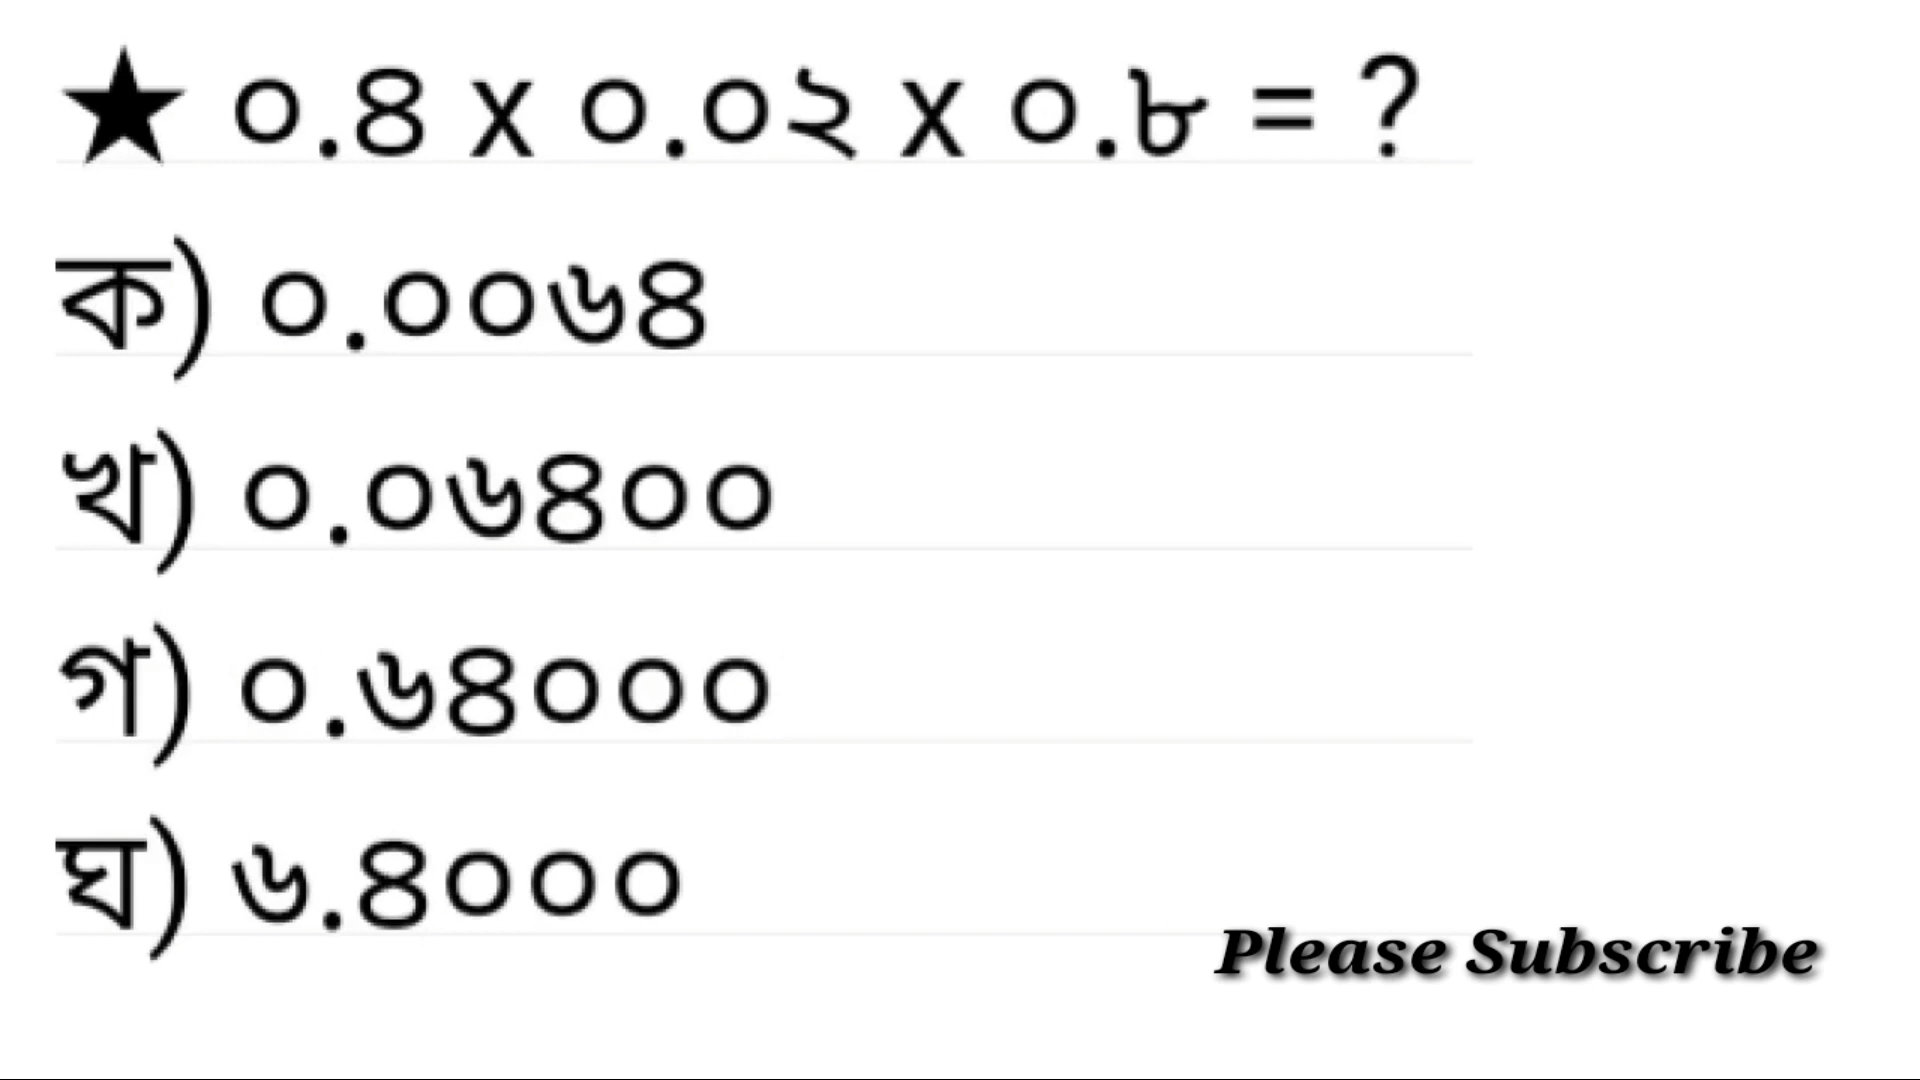 ★ ০.৪ x ০.০২ x ০.৮ = ?
ক) ০.০০৬৪
খ) ০.০৬৪০০
গ) ০.৬৪০০০
ঘ) ৬.৪০০০
Please Subscribe